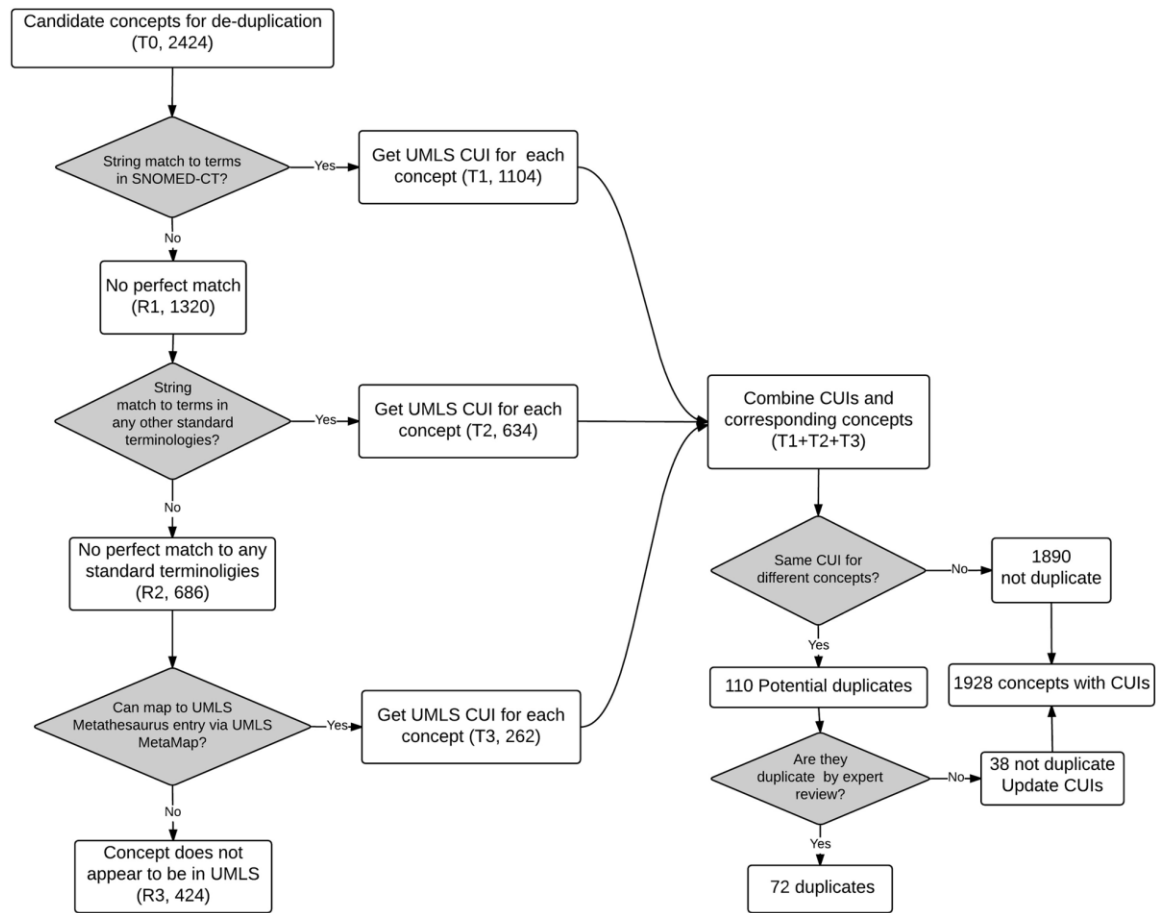 Candidate concepts for de-duplication
(T0, 2424)
String match to terms
in SNOMED-CT?
Yes
Get UMLS CUI for each
concept (T1, 1104)
No
No perfect match
(R1, 1320)
String
match to terms in
any other standard
terminologies?
Yes
Get UMLS CUI for each
concept (T2, 634)
No
No perfect match to any
standard terminoligies
(R2, 686)
Can map to UMLS
Metathesaurus entry via UMLS
MetaMap?
Yes
Get UMLS CUI for each
concept (T3, 262)
No
Concept does not
appear to be in UMLS
(R3, 424)
Combine CUIs and
corresponding concepts
(T1+T2+T3)
Same CUI for
different concepts?
No
1890
not duplicate
Yes
110 Potential duplicates
1928 concepts with CUIs
Are they
duplicate by expert
review?
No
38 not duplicate
Update CUIs
Yes
72 duplicates